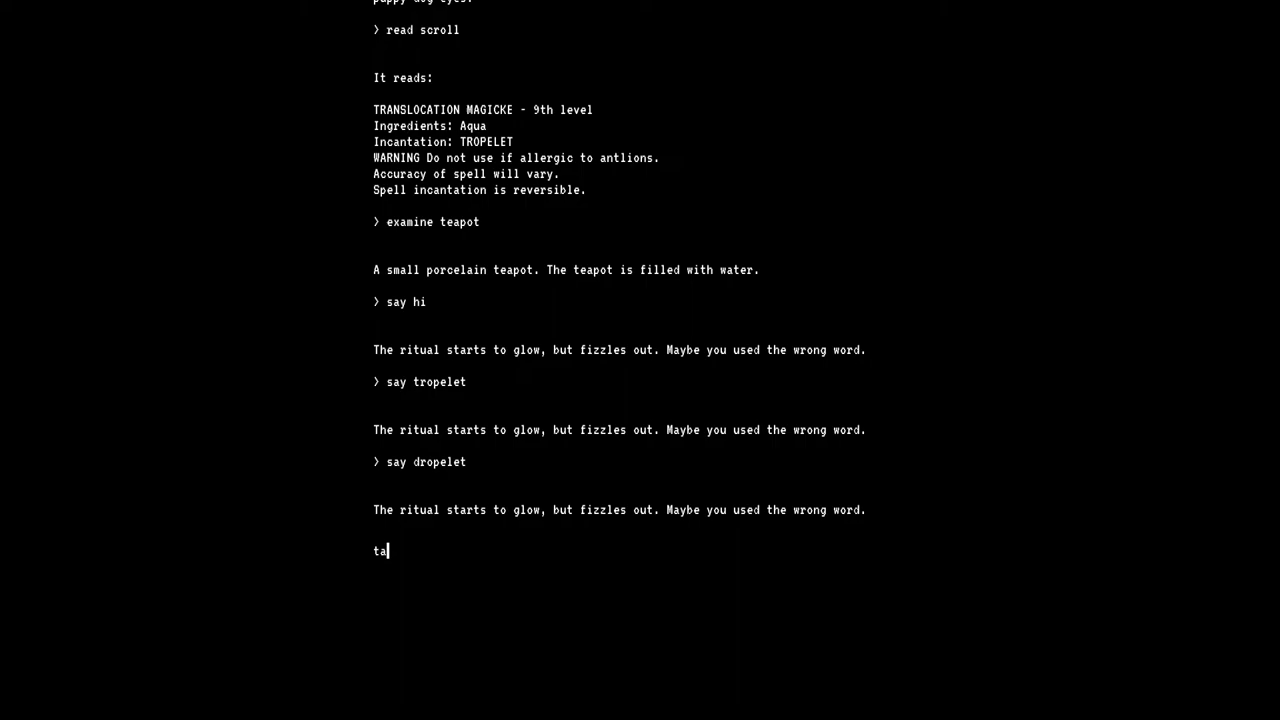 puppy dog eyes.
> read scroll
It reads:
TRANSLOCATION MAGICKE - 9th level
Ingredients: Aqua
Incantation: TROPELET
WARNING Do not use if allergic to antlions.
Accuracy of spell will vary.
Spell incantation is reversible.
> examine teapot
A small porcelain teapot. The teapot is filled with water.
> say hi
The ritual starts to glow, but fizzles out. Maybe you used the wrong word.
> say tropelet
The ritual starts to glow, but fizzles out. Maybe you used the wrong word.
> say dropelet
The ritual starts to glow, but fizzles out. Maybe you used the wrong word.
ta